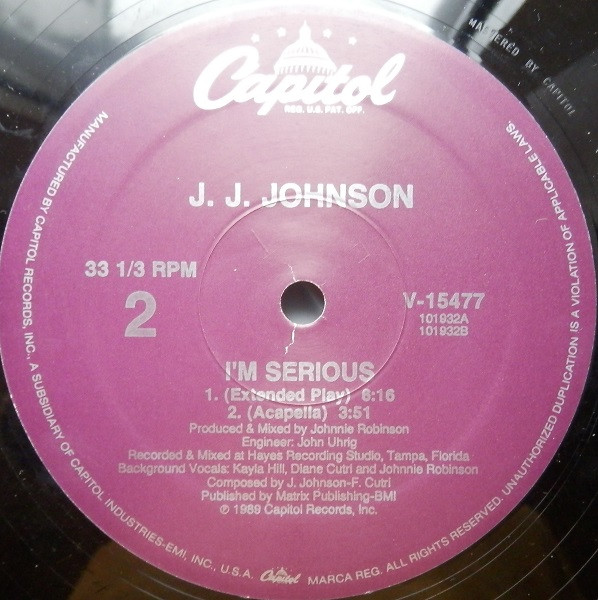 MASTERED BY CAPITOL
Capitol
REG. U.S. PAT. OFF.
J. J. JOHNSON
33 1/3 RPM
2
V-15477
101932A
101932B
I'M SERIOUS
1. (Extended Play) 6:16
2. (Acapella) 3:51
Produced & Mixed by Johnnie Robinson
Engineer: John Uhrig
Recorded & Mixed at Hayes Recording Studio, Tampa, Florida
Background Vocals: Kayla Hill, Diane Cutri and Johnnie Robinson
Composed by J. Johnson-F. Cutri
Published by Matrix Publishing-BMI
℗ © 1989 Capitol Records, Inc.
MANUFACTURED BY CAPITOL RECORDS, INC., A SUBSIDIARY OF CAPITOL INDUSTRIES-EMI, INC., U.S.A. Capitol MARCA REG. ALL RIGHTS RESERVED. UNAUTHORIZED DUPLICATION IS A VIOLATION OF APPLICABLE LAWS.